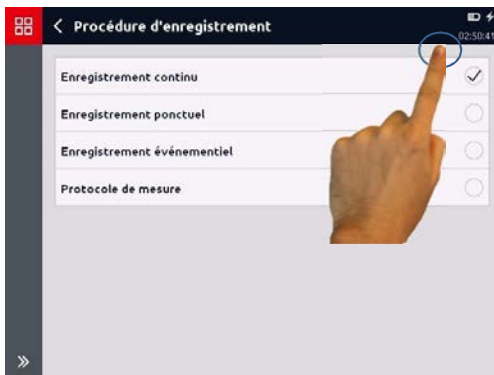 Procédure d'enregistrement
02:50:41
Enregistrement continu
Enregistrement ponctuel
Enregistrement événementiel
Protocole de mesure